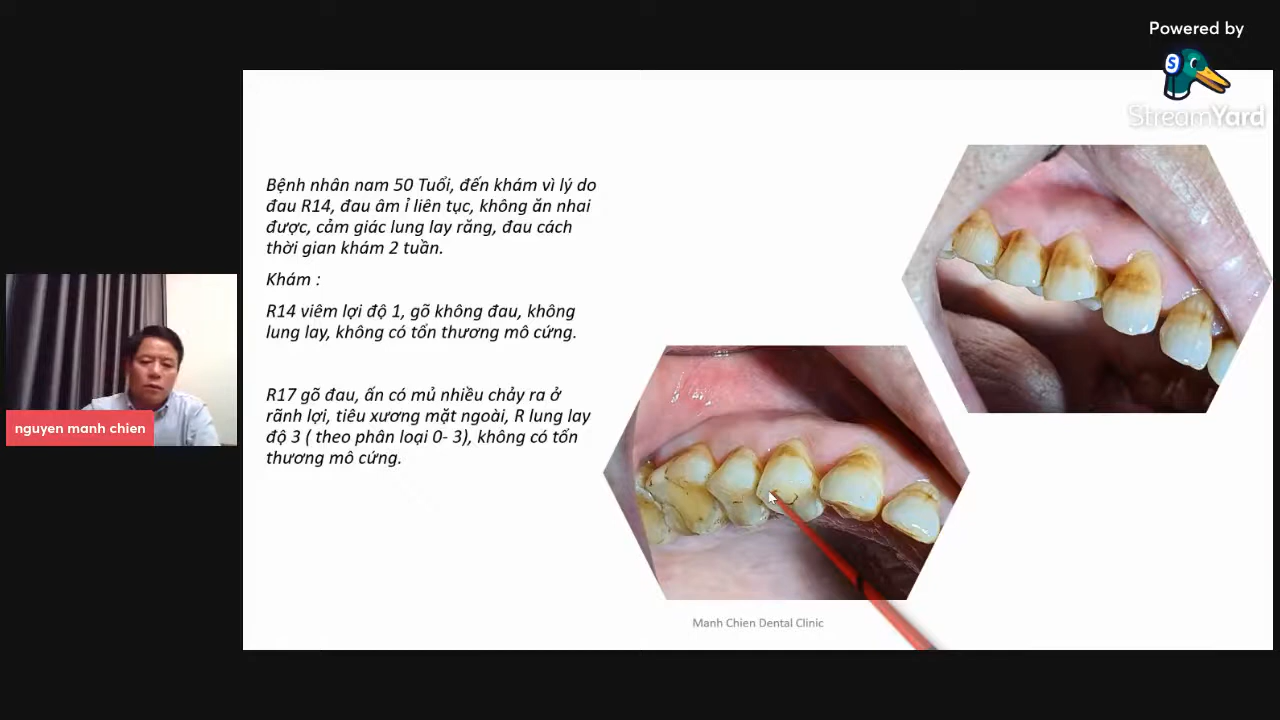 Powered by
S
StreamYard
Bệnh nhân nam 50 Tuổi, đến khám vì lý do
đau R14, đau âm ỉ liên tục, không ăn nhai
được, cảm giác lung lay răng, đau cách
thời gian khám 2 tuần.
Khám :
R14 viêm lợi độ 1, gõ không đau, không
lung lay, không có tổn thương mô cứng.
R17 gõ đau, ấn có mủ nhiều chảy ra ở
rãnh lợi, tiêu xương mặt ngoài, R lung lay
độ 3 ( theo phân loại 0- 3), không có tổn
thương mô cứng.
nguyen manh chien
Manh Chien Dental Clinic